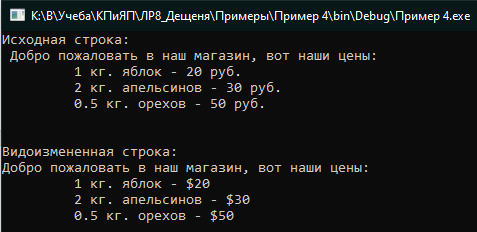 K:\В\Учеба\КПиЯП\ЛР8_Дещеня\Примеры\Пример 4\bin\Debug\Пример 4.exe
Исходная строка:
Добро пожаловать в наш магазин, вот наши цены:
1 кг. яблок - 20 руб.
2 кг. апельсинов - 30 руб.
0.5 кг. орехов - 50 руб.
Видоизмененная строка:
Добро пожаловать в наш магазин, вот наши цены:
1 кг. яблок - $20
2 кг. апельсинов - $30
0.5 кг. орехов - $50